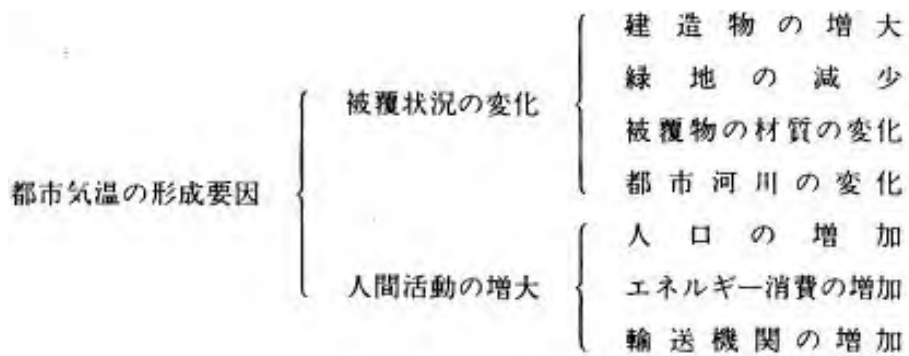 都市気温の形成要因
被覆状況の変化
建造物の増大
緑地の減少
被覆物の材質の変化
都市河川の変化
人間活動の増大
人口の増加
エネルギー消費の増加
輸送機関の増加